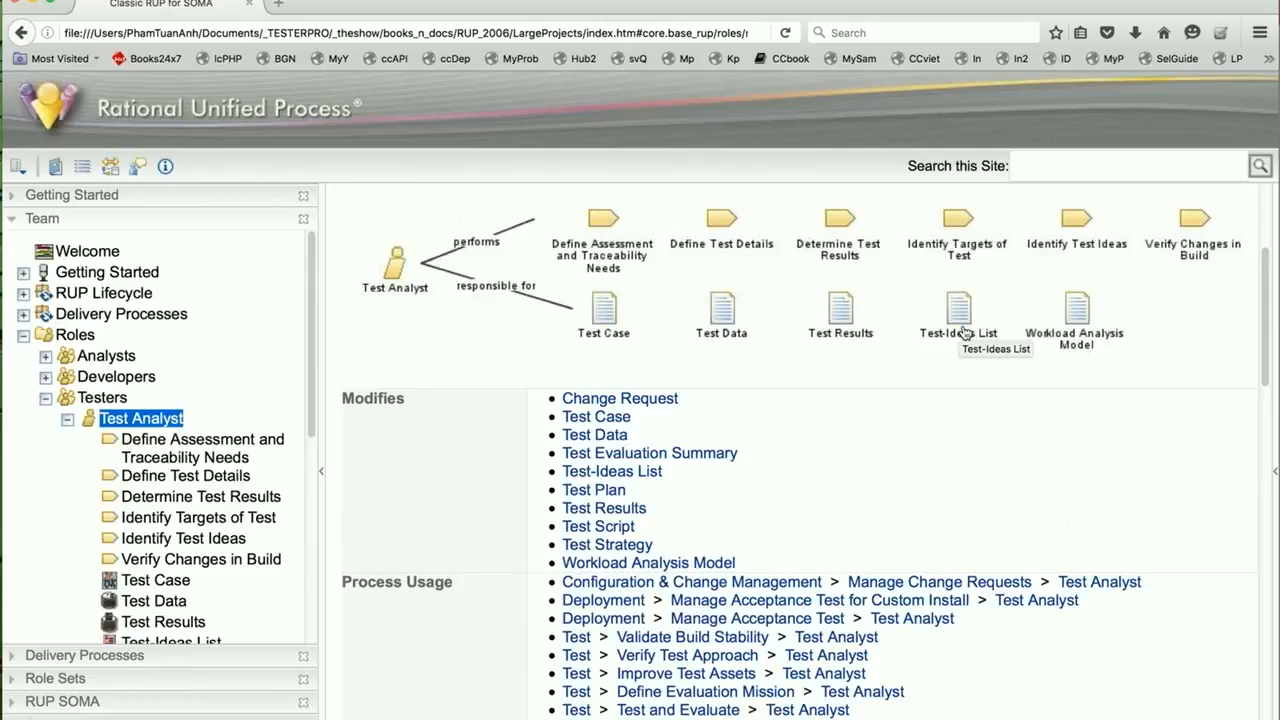 Classic RUP for SOMA
file:///Users/PhamTuanAnh/Documents/_TESTERPRO/_theshow/books_n_docs/RUP_2006/LargeProjects/index.htm#core.base_rup/roles/r
Search
Most Visited
Books24x7
lcPHP
BGN
MyY
ccAPI
ccDep
MyProb
Hub2
svQ
Mp
Kp
CCbook
MySam
CCviet
In
In2
ID
MyP
SelGuide
LP
Rational Unified Process®
Search this Site:
Getting Started
Team
Welcome
Getting Started
RUP Lifecycle
Delivery Processes
Roles
Analysts
Developers
Testers
Test Analyst
Define Assessment and
Traceability Needs
Define Test Details
Determine Test Results
Identify Targets of Test
Identify Test Ideas
Verify Changes in Build
Test Case
Test Data
Test Results
Test-Ideas List
Delivery Processes
Role Sets
RUP SOMA
Test Analyst
performs
responsible for
Define Assessment
and Traceability
Needs
Define Test Details
Determine Test
Results
Identify Targets of
Test
Identify Test Ideas
Verify Changes in
Build
Test Case
Test Data
Test Results
Test-Ideas List
Workload Analysis
Model
Test-Ideas List
Modifies
• Change Request
• Test Case
• Test Data
• Test Evaluation Summary
• Test-Ideas List
• Test Plan
• Test Results
• Test Script
• Test Strategy
• Workload Analysis Model
Process Usage
• Configuration & Change Management > Manage Change Requests > Test Analyst
• Deployment > Manage Acceptance Test for Custom Install > Test Analyst
• Deployment > Manage Acceptance Test > Test Analyst
• Test > Validate Build Stability > Test Analyst
• Test > Verify Test Approach > Test Analyst
• Test > Improve Test Assets > Test Analyst
• Test > Define Evaluation Mission > Test Analyst
• Test > Test and Evaluate > Test Analyst